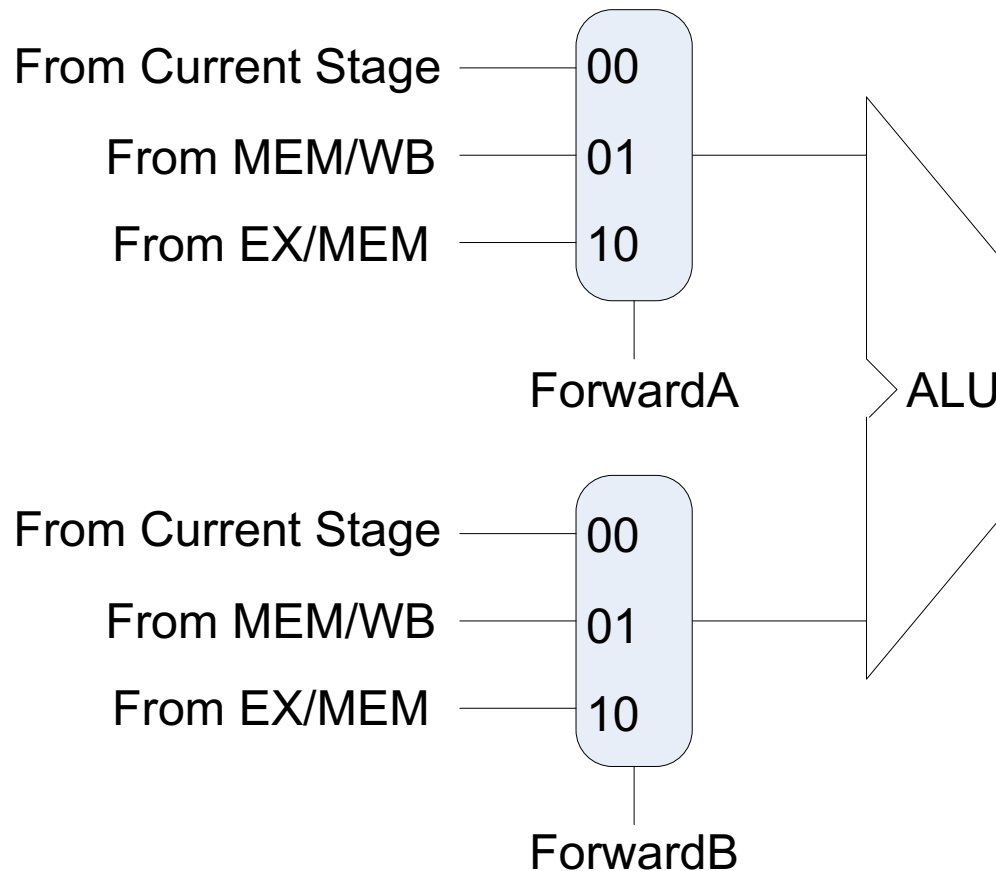 From Current Stage 00
From MEM/WB 01
From EX/MEM 10
ForwardA
ALU
From Current Stage 00
From MEM/WB 01
From EX/MEM 10
ForwardB